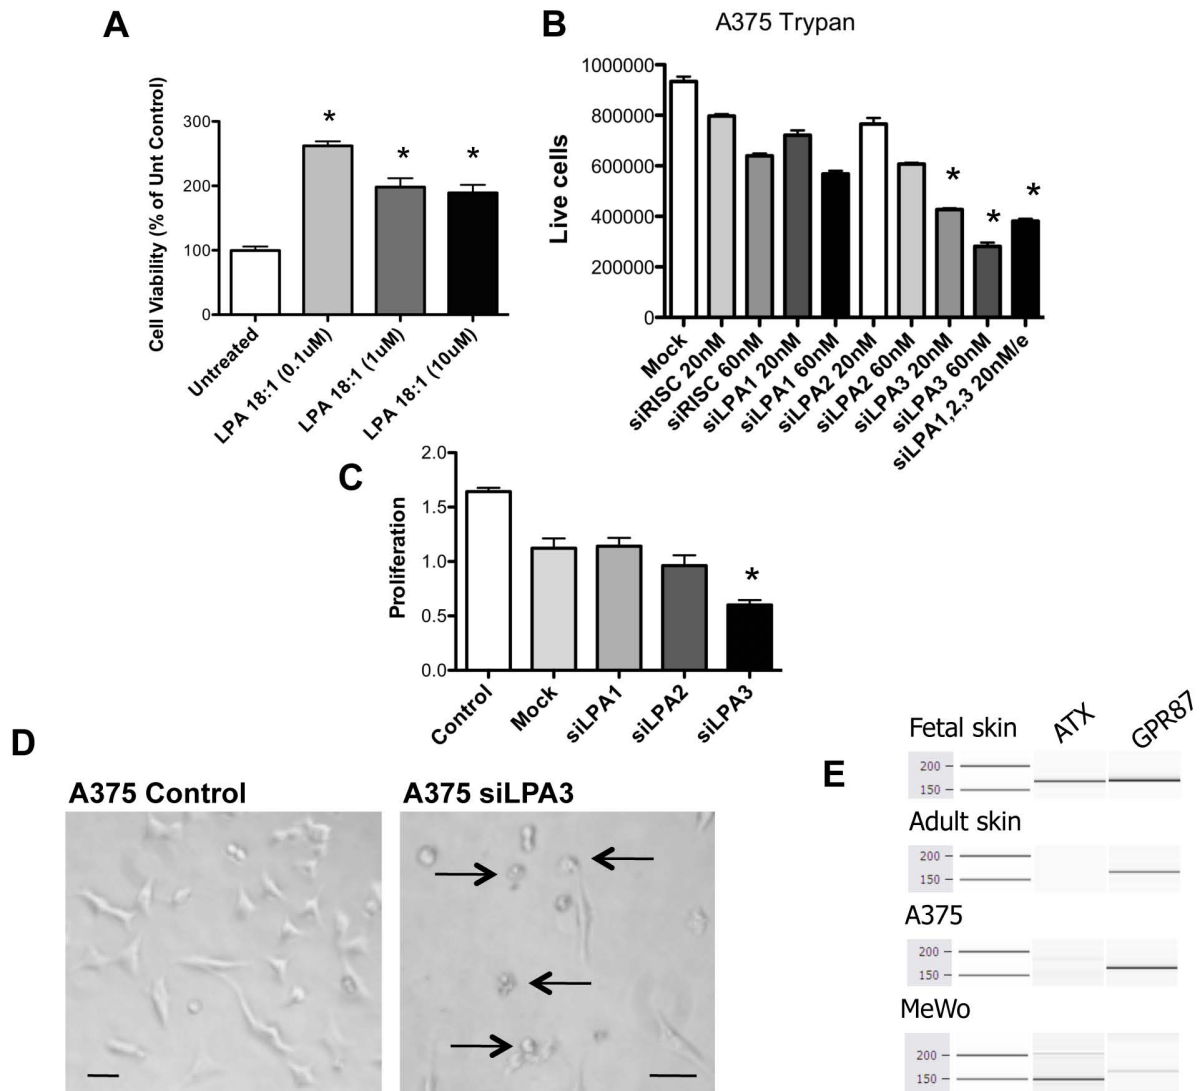 A
Cell Viability (% of Unt Control)
300
200
100
0
*
*
*
Untreated
LPA 18:1 (0.1uM)
LPA 18:1 (1uM)
LPA 18:1 (10uM)
B
A375 Trypan
Live cells
1000000
800000
600000
400000
200000
0
*
*
*
Mock
siRISC 20nM
siRISC 60nM
siLPA1 20nM
siLPA1 60nM
siLPA2 20nM
siLPA2 60nM
siLPA3 20nM
siLPA3 60nM
siLPA1,2,3 20nM/e
C
Proliferation
2.0
1.5
1.0
0.5
0.0
*
Control
Mock
siLPA1
siLPA2
siLPA3
D
A375 Control
A375 siLPA3
E
Fetal skin ATX GPR87
200
150
Adult skin
200
150
A375
200
150
MeWo
200
150